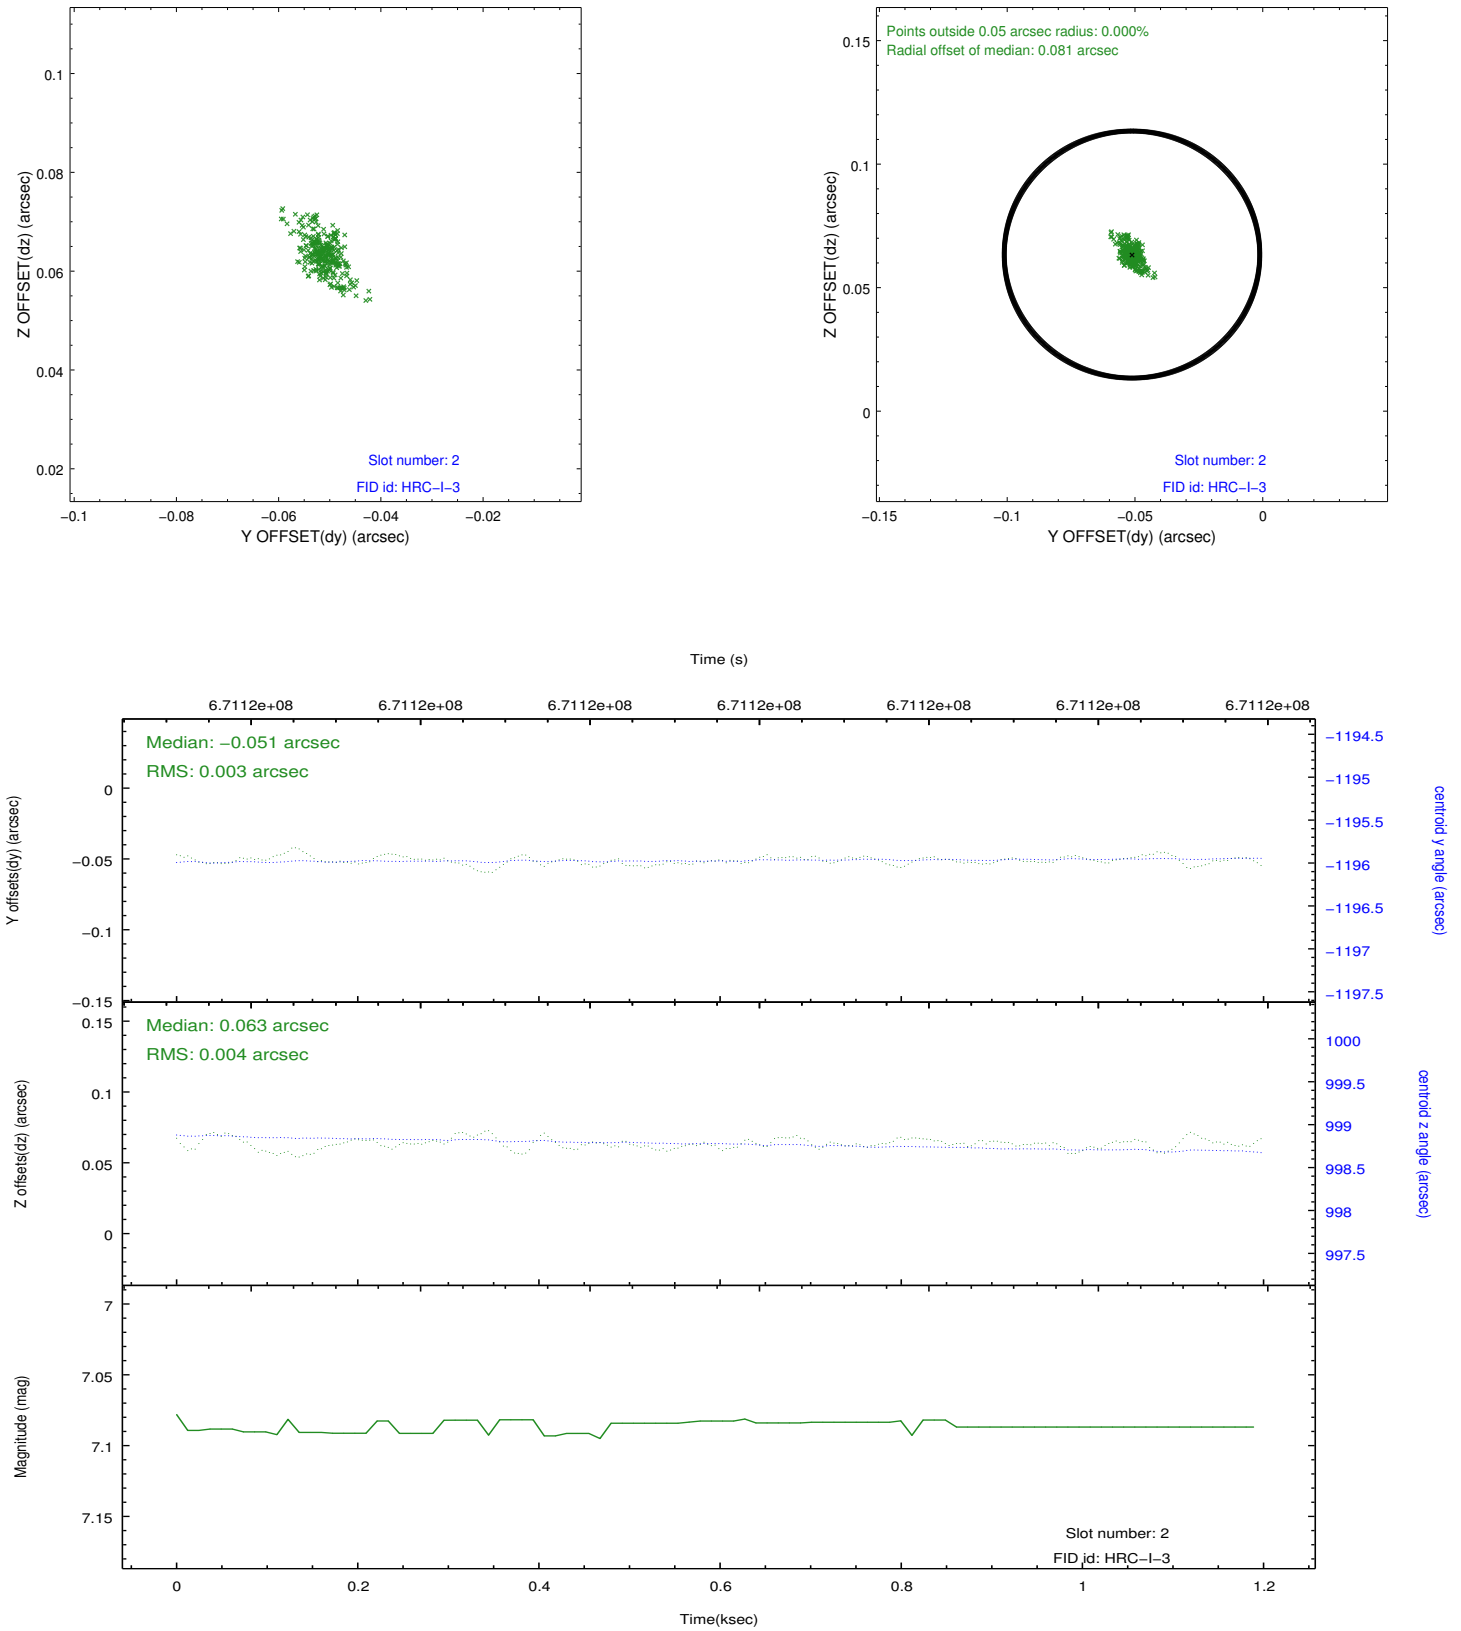 0.1
0.08
0.06
0.04
0.02
Z OFFSET(dz) (arcsec)
Slot number: 2
FID id: HRC−I−3
−0.1
−0.08
−0.06
−0.04
−0.02
Y OFFSET(dy) (arcsec)
Points outside 0.05 arcsec radius: 0.000%
Radial offset of median: 0.081 arcsec
0.15
0.1
0.05
0
Z OFFSET(dz) (arcsec)
Slot number: 2
FID id: HRC−I−3
−0.15
−0.1
−0.05
0
Y OFFSET(dy) (arcsec)
Time (s)
6.7112e+08
6.7112e+08
6.7112e+08
6.7112e+08
6.7112e+08
6.7112e+08
6.7112e+08
Median: −0.051 arcsec
RMS: 0.003 arcsec
0
−0.05
−0.1
−0.15
Y offsets(dy) (arcsec)
−1194.5
−1195
−1195.5
−1196
−1196.5
−1197
−1197.5
centroid y angle (arcsec)
Median: 0.063 arcsec
RMS: 0.004 arcsec
0.15
0.1
0.05
0
Z offsets(dz) (arcsec)
1000
999.5
999
998.5
998
997.5
centroid z angle (arcsec)
7
7.05
7.1
7.15
Magnitude (mag)
Slot number: 2
FID id: HRC−I−3
0
0.2
0.4
0.6
0.8
1
1.2
Time(ksec)